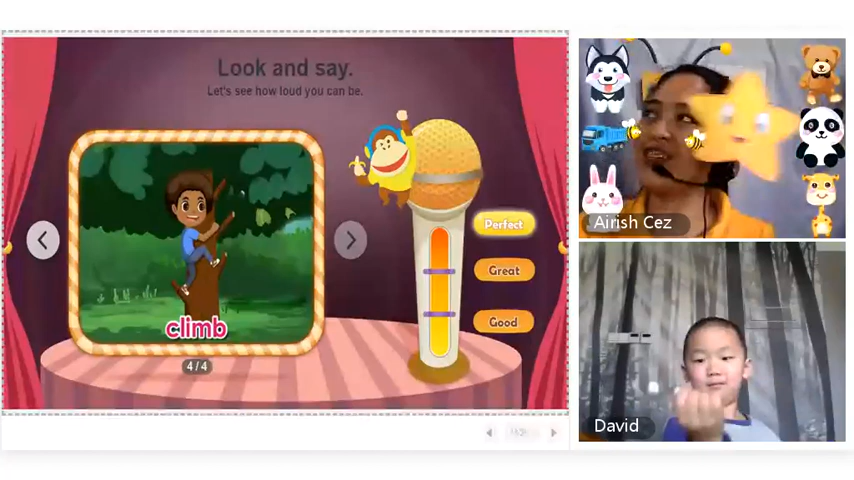 Look and say.
Let's see how loud you can be.
Perfect
Great
climb
Good
4/4
Airish Cez
David